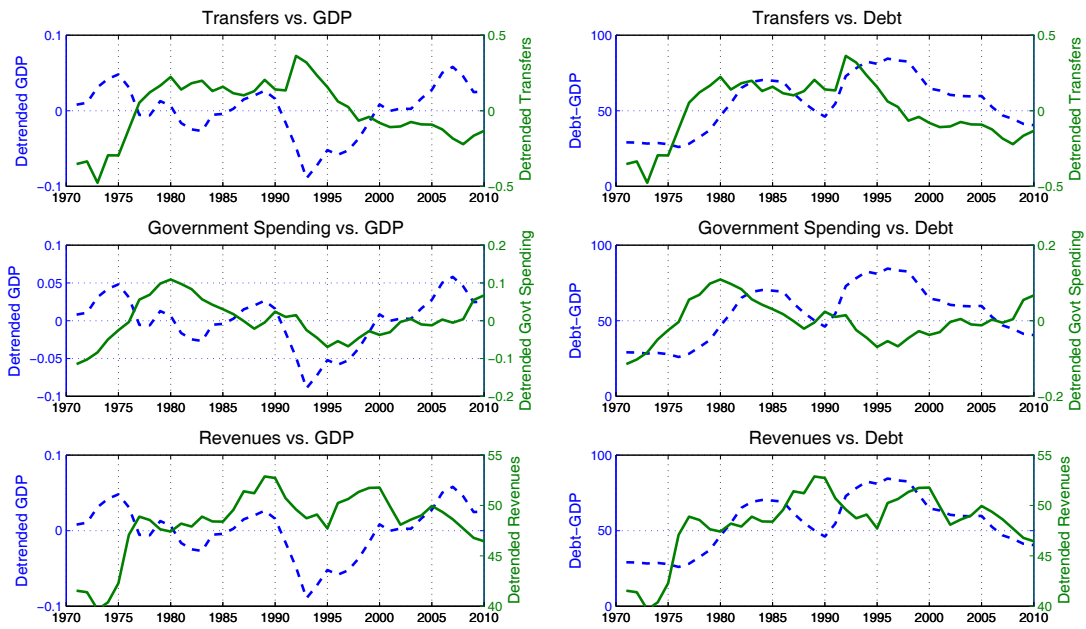 Transfers vs. GDP
0.1
0
−0.1
Detrended GDP
0.5
0
−0.5
Detrended Transfers
1970 1975 1980 1985 1990 1995 2000 2005 2010
Transfers vs. Debt
100
50
0
Debt−GDP
0.5
0
−0.5
Detrended Transfers
1970 1975 1980 1985 1990 1995 2000 2005 2010
Government Spending vs. GDP
0.1
0.05
0
−0.05
−0.1
Detrended GDP
0.2
0.1
0
−0.1
−0.2
Detrended Govt Spending
1970 1975 1980 1985 1990 1995 2000 2005 2010
Government Spending vs. Debt
100
50
0
Debt−GDP
0.2
0
−0.2
Detrended Govt Spending
1970 1975 1980 1985 1990 1995 2000 2005 2010
Revenues vs. GDP
0.1
0
−0.1
Detrended GDP
55
50
45
40
Detrended Revenues
1970 1975 1980 1985 1990 1995 2000 2005 2010
Revenues vs. Debt
100
50
0
Debt−GDP
55
50
45
40
Detrended Revenues
1970 1975 1980 1985 1990 1995 2000 2005 2010